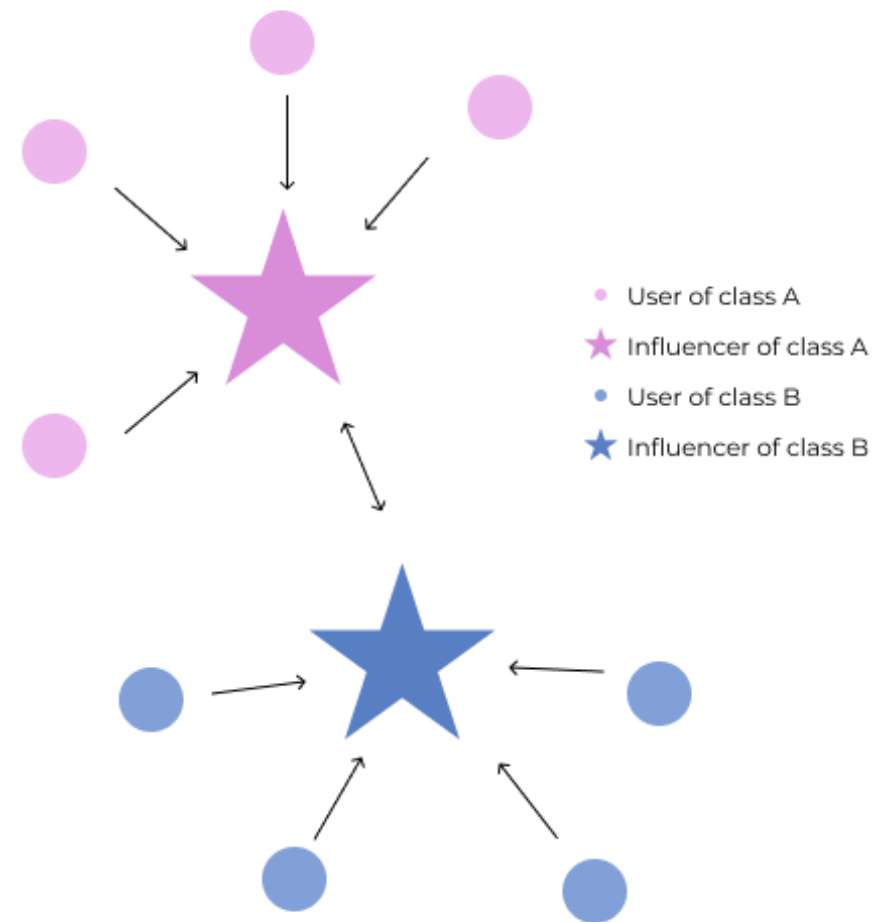 User of class A
Influencer of class A
User of class B
Influencer of class B